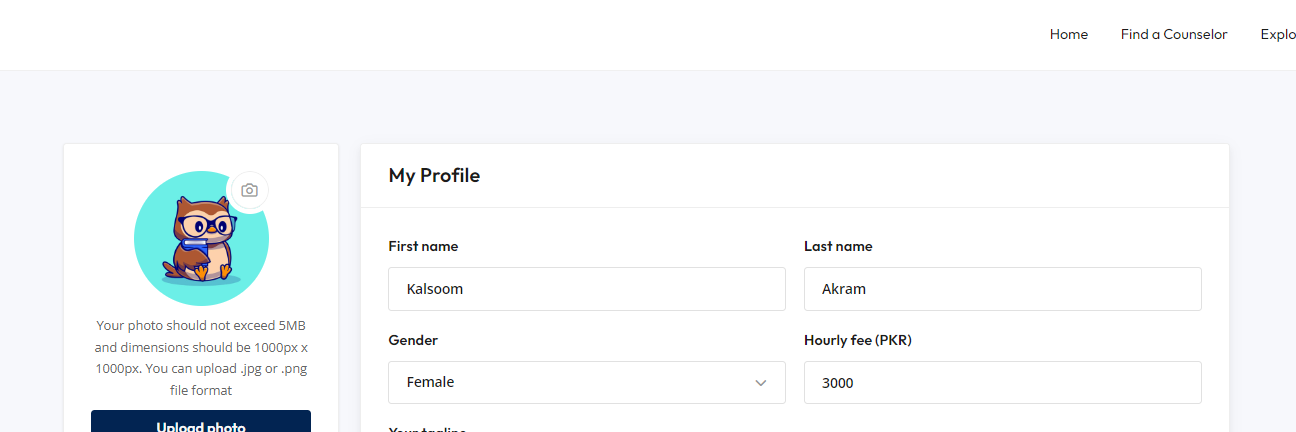 Home Find a Counselor
My Profile
First name Last name
Kalsoom Akram
Your photo should not exceed 5MB
and dimensions should be 1000px x
1000px. You can upload .jpg or .png
file format
Gender Hourly fee (PKR)
Female 3000
Upload photo
Your tagline